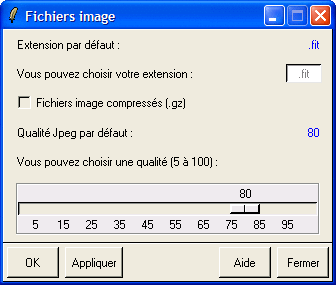 Fichiers image
Extension par défaut : .fit
Vous pouvez choisir votre extension : .fit
Fichiers image compressés (.gz)
Qualité Jpeg par défaut : 80
Vous pouvez choisir une qualité (5 à 100) :
80
5 15 25 35 45 55 65 75 85 95
OK Appliquer Aide Fermer